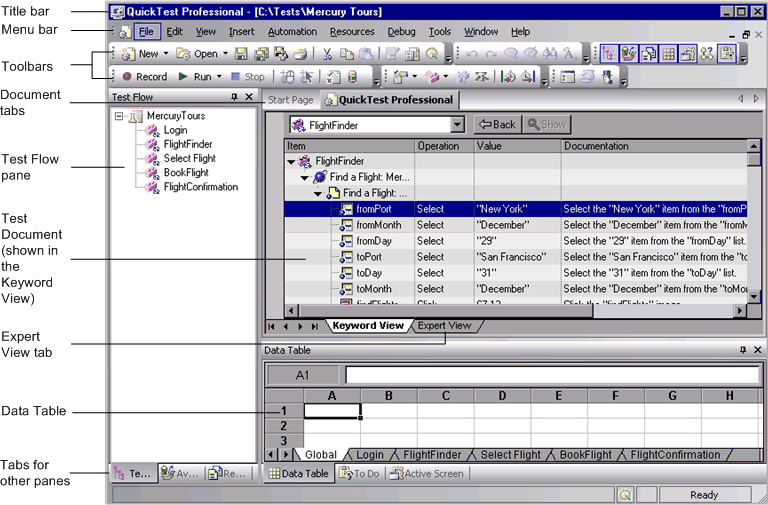 Title bar
QuickTest Professional - [C:\Tests\Mercury Tours]
Menu bar
File Edit View Insert Automation Resources Debug Tools Window Help
Toolbars
New Open
Record Run Stop
Document tabs
Test Flow
Start Page QuickTest Professional
MercuryTours
Login
FlightFinder
Select Flight
BookFlight
FlightConfirmation
Test Flow pane
FlightFinder Back Show
Item Operation Value Documentation
FlightFinder
Find a Flight: Mer...
Find a Flight: ...
fromPort Select "New York" Select the "New York" item from the "fromP
fromMonth Select "December" Select the "December" item from the "fromM
fromDay Select "29" Select the "29" item from the "fromDay" list.
toPort Select "San Francisco" Select the "San Francisco" item from the "to
toDay Select "31" Select the "31" item from the "toDay" list.
toMonth Select "December" Select the "December" item from the "toMo
Test Document (shown in the Keyword View)
Keyword View Expert View
Expert View tab
Data Table
A1
A B C D E F G H
1
2
3
Data Table
Global Login FlightFinder Select Flight BookFlight FlightConfirmation
Tabs for other panes
Te... Av... Re...
Data Table To Do Active Screen
Ready